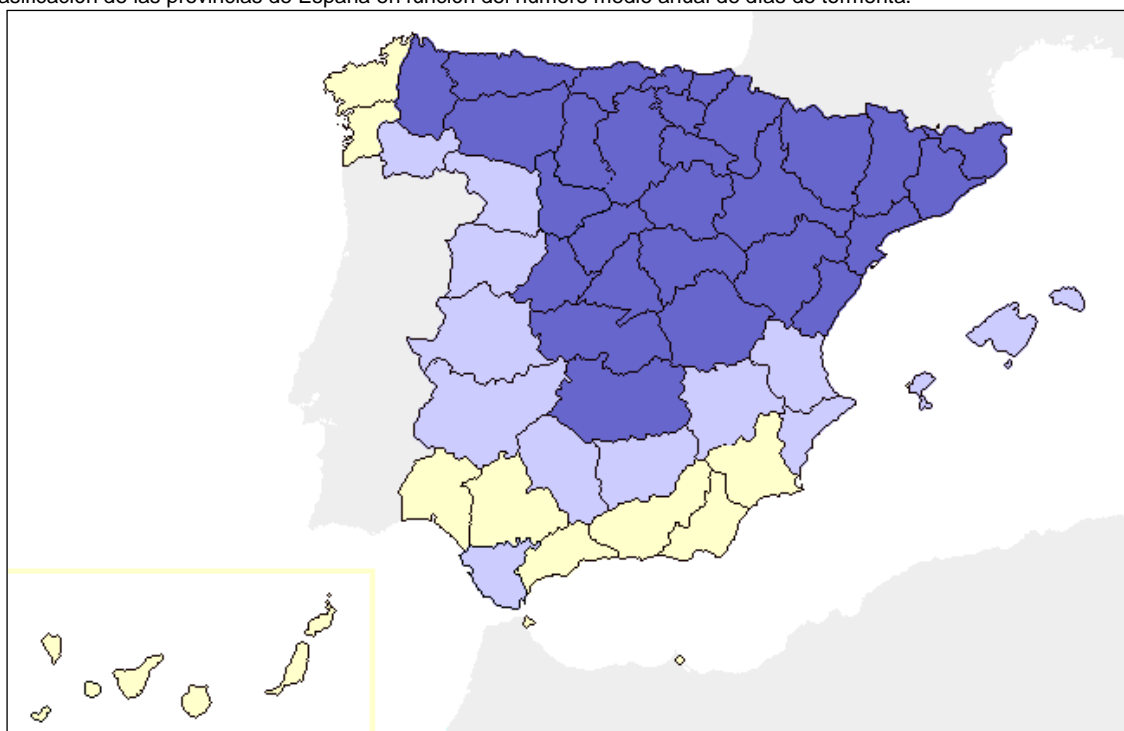 asificación de las provincias de España en función del número medio anual de días de tormenta.